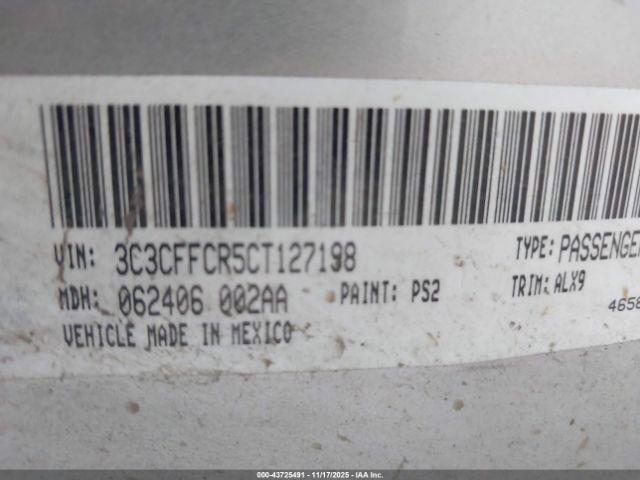 VIN: 3C3CFFCR5CT127198 TYPE: PASSENGER
MDH: 062406 002AA PAINT: PS2 TRIM: ALX9
VEHICLE MADE IN MEXICO 4658
000-43725491 - 11/17/2025 - IAA Inc.